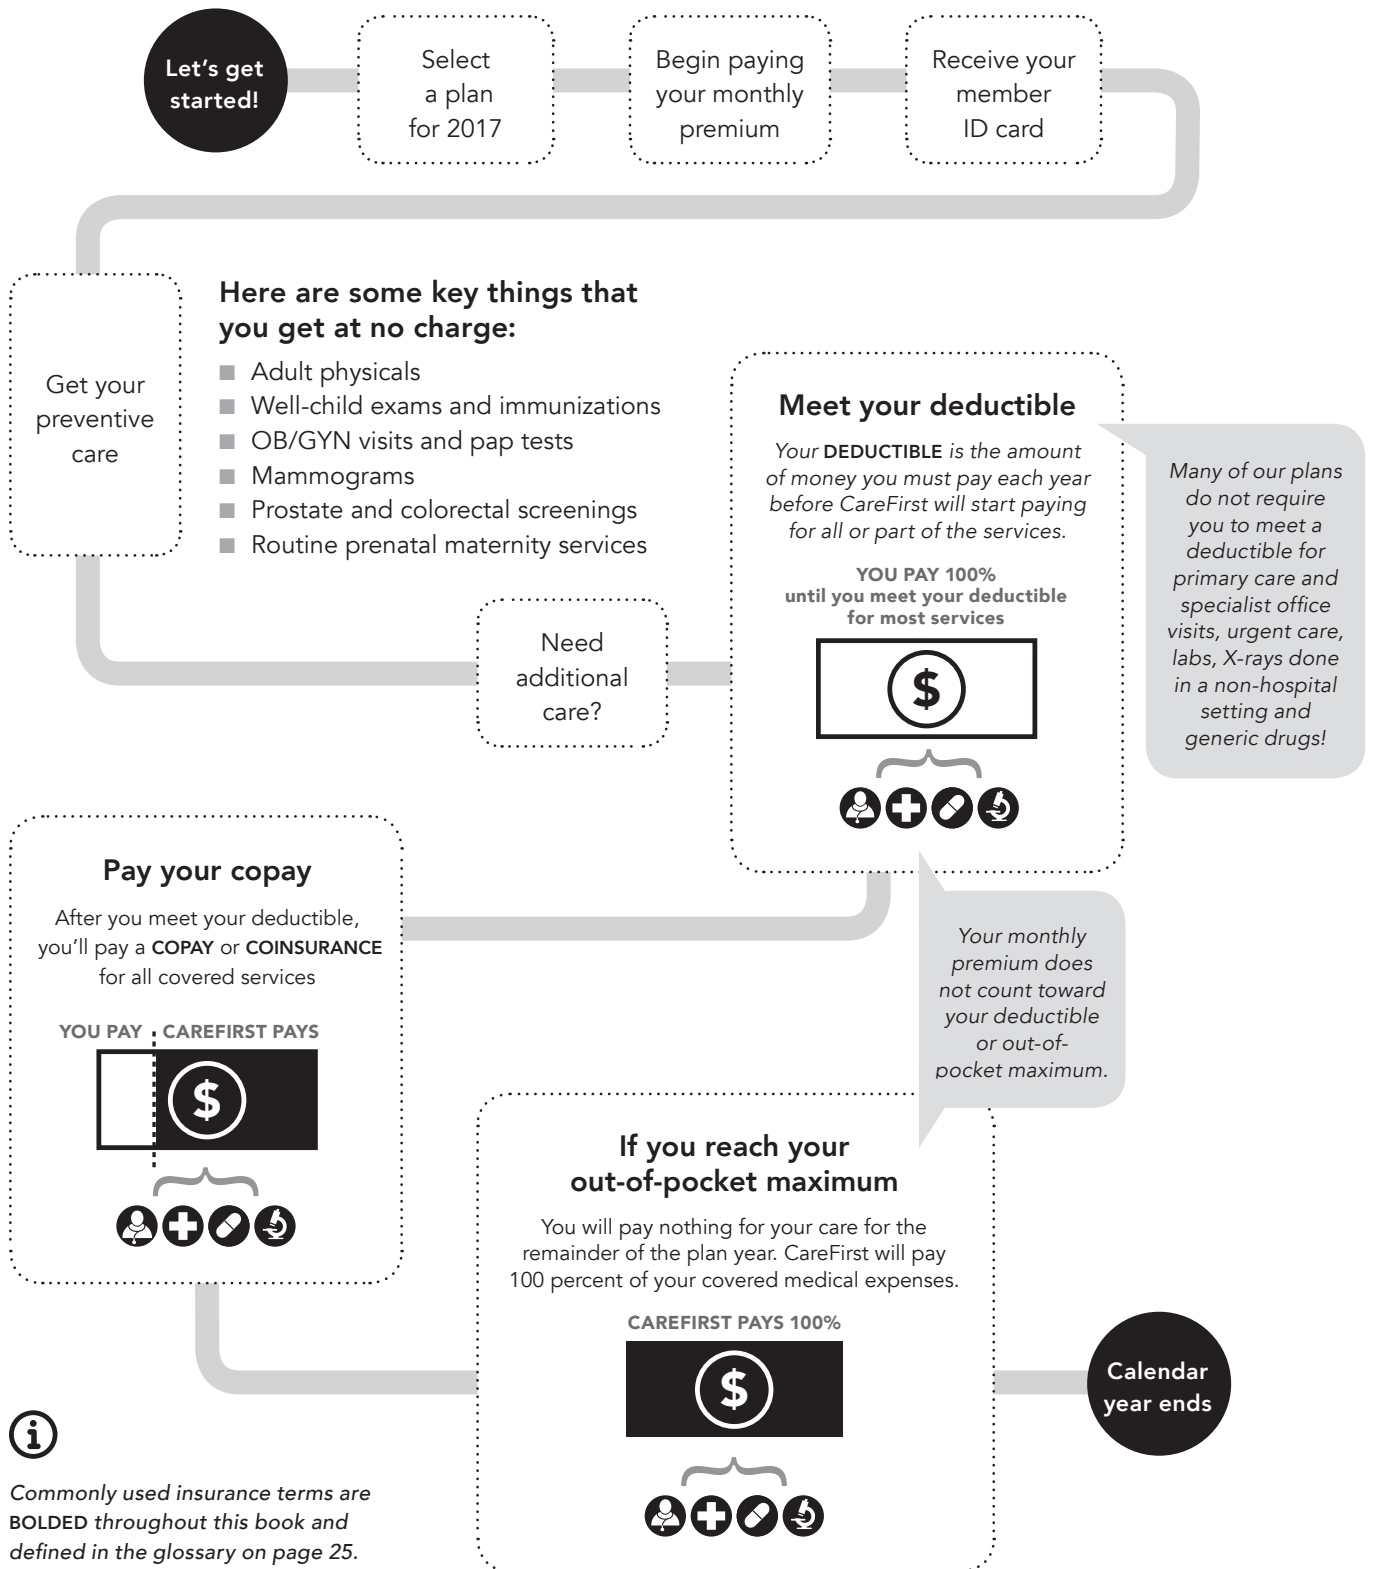 Let's get
started!
Select
a plan
for 2017
Begin paying
your monthly
premium
Receive your
member
ID card
Get your
preventive
care
Here are some key things that
you get at no charge:
Adult physicals
Well-child exams and immunizations
OB/GYN visits and pap tests
Mammograms
Prostate and colorectal screenings
Routine prenatal maternity services
Need
additional
care?
Meet your deductible
Your DEDUCTIBLE is the amount
of money you must pay each year
before CareFirst will start paying
for all or part of the services.
YOU PAY 100%
until you meet your deductible
for most services
$
Many of our plans
do not require
you to meet a
deductible for
primary care and
specialist office
visits, urgent care,
labs, X-rays done
in a non-hospital
setting and
generic drugs!
Pay your copay
After you meet your deductible,
you'll pay a COPAY or COINSURANCE
for all covered services
YOU PAY CAREFIRST PAYS
$
Your monthly
premium does
not count toward
your deductible
or out-of-
pocket maximum.
If you reach your
out-of-pocket maximum
You will pay nothing for your care for the
remainder of the plan year. CareFirst will pay
100 percent of your covered medical expenses.
CAREFIRST PAYS 100%
$
Calendar
year ends
i
Commonly used insurance terms are
BOLDED throughout this book and
defined in the glossary on page 25.